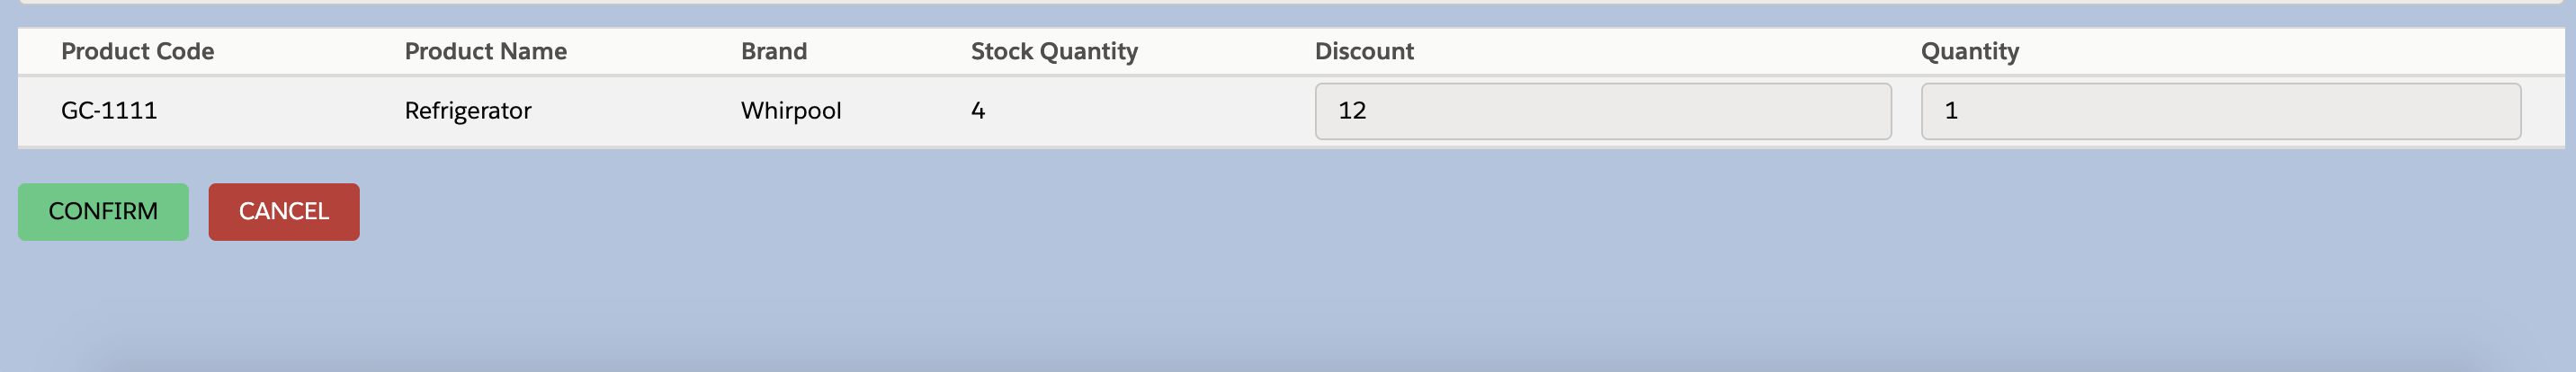 Product Code Product Name Brand Stock Quantity Discount Quantity
GC-1111 Refrigerator Whirpool 4 12 1
CONFIRM CANCEL